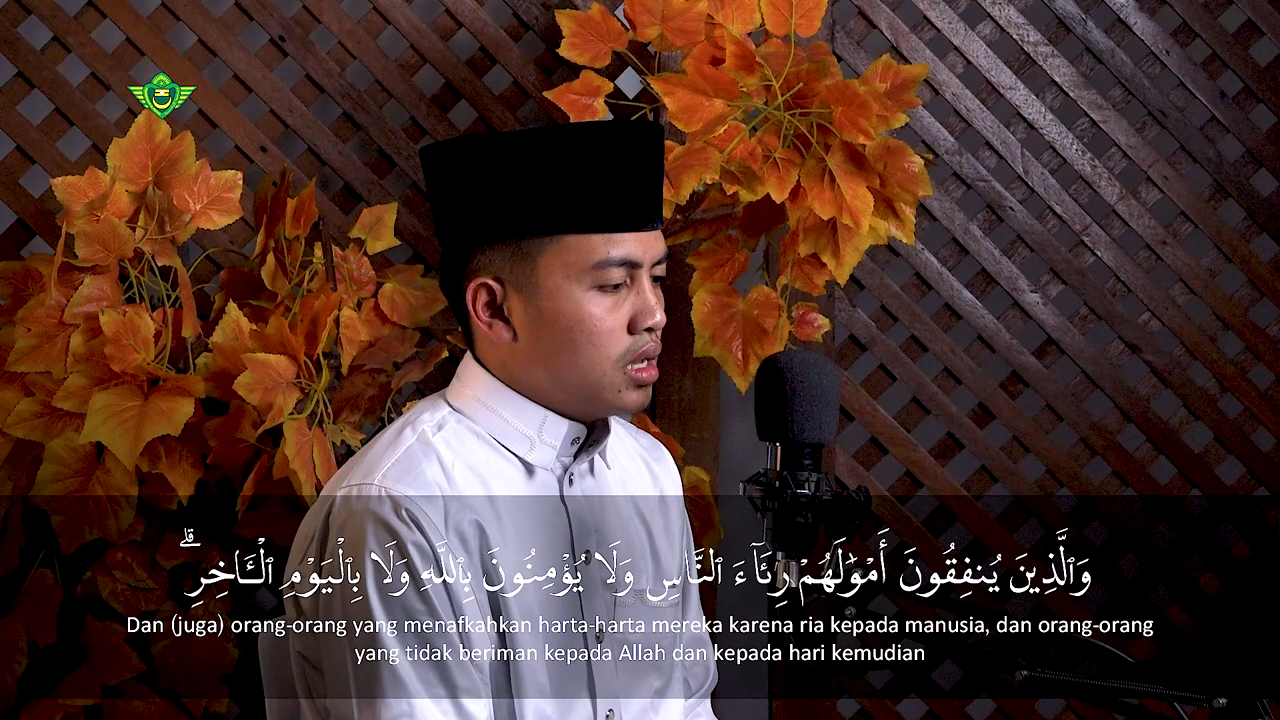 وَٱلَّذِينَ يُنفِقُونَ أَمْوَٰلَهُمْ رِئَآءَ ٱلنَّاسِ وَلَا يُؤْمِنُونَ بِٱللَّهِ وَلَا بِٱلْيَوْمِ ٱلْـَٔاخِرِ ۗ
Dan (juga) orang-orang yang menafkahkan harta-harta mereka karena ria kepada manusia, dan orang-orang
yang tidak beriman kepada Allah dan kepada hari kemudian